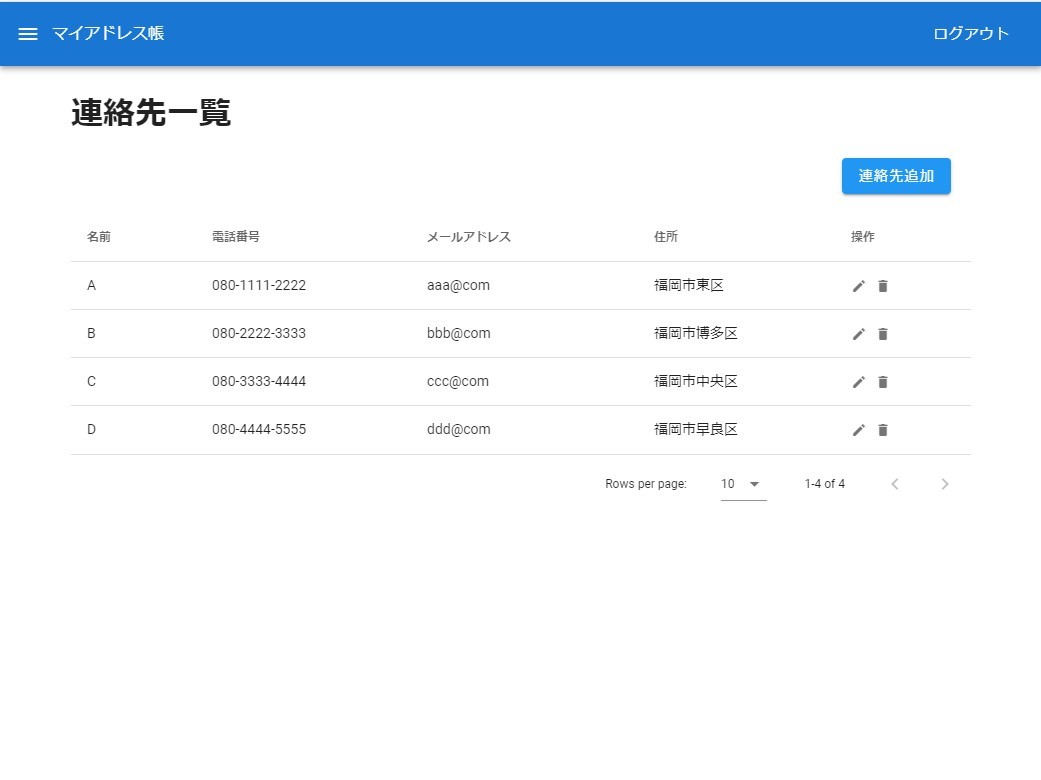 マイアドレス帳 ログアウト
連絡先一覧
連絡先追加
名前 電話番号 メールアドレス 住所 操作
A 080-1111-2222 aaa@com 福岡市東区
B 080-2222-3333 bbb@com 福岡市博多区
C 080-3333-4444 ccc@com 福岡市中央区
D 080-4444-5555 ddd@com 福岡市早良区
Rows per page: 10 1-4 of 4